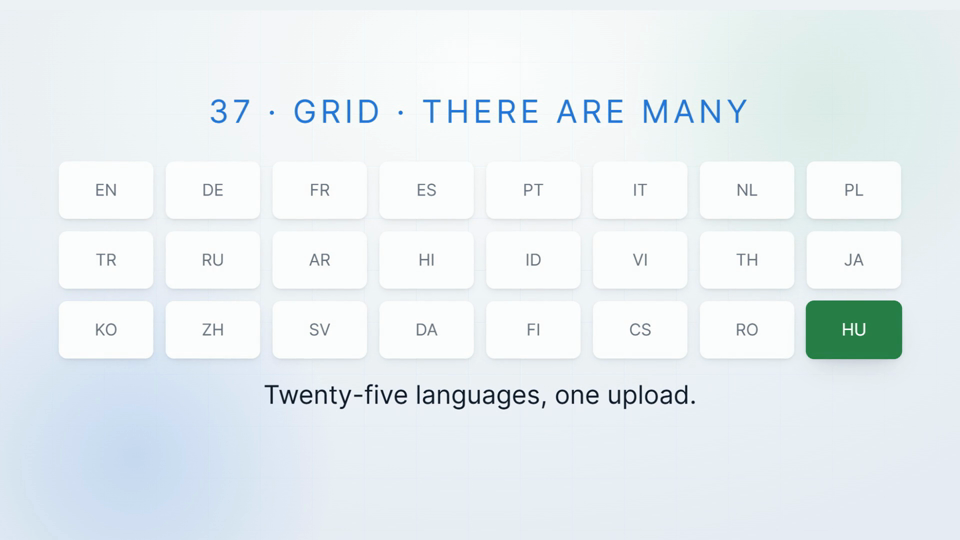 37 · GRID · THERE ARE MANY
EN DE FR ES PT IT NL PL
TR RU AR HI ID VI TH JA
KO ZH SV DA FI CS RO HU
Twenty-five languages, one upload.